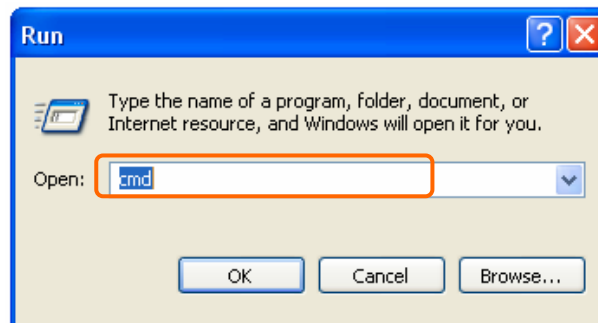 Run
Type the name of a program, folder, document, or
Internet resource, and Windows will open it for you.
Open: cmd
OK Cancel Browse...